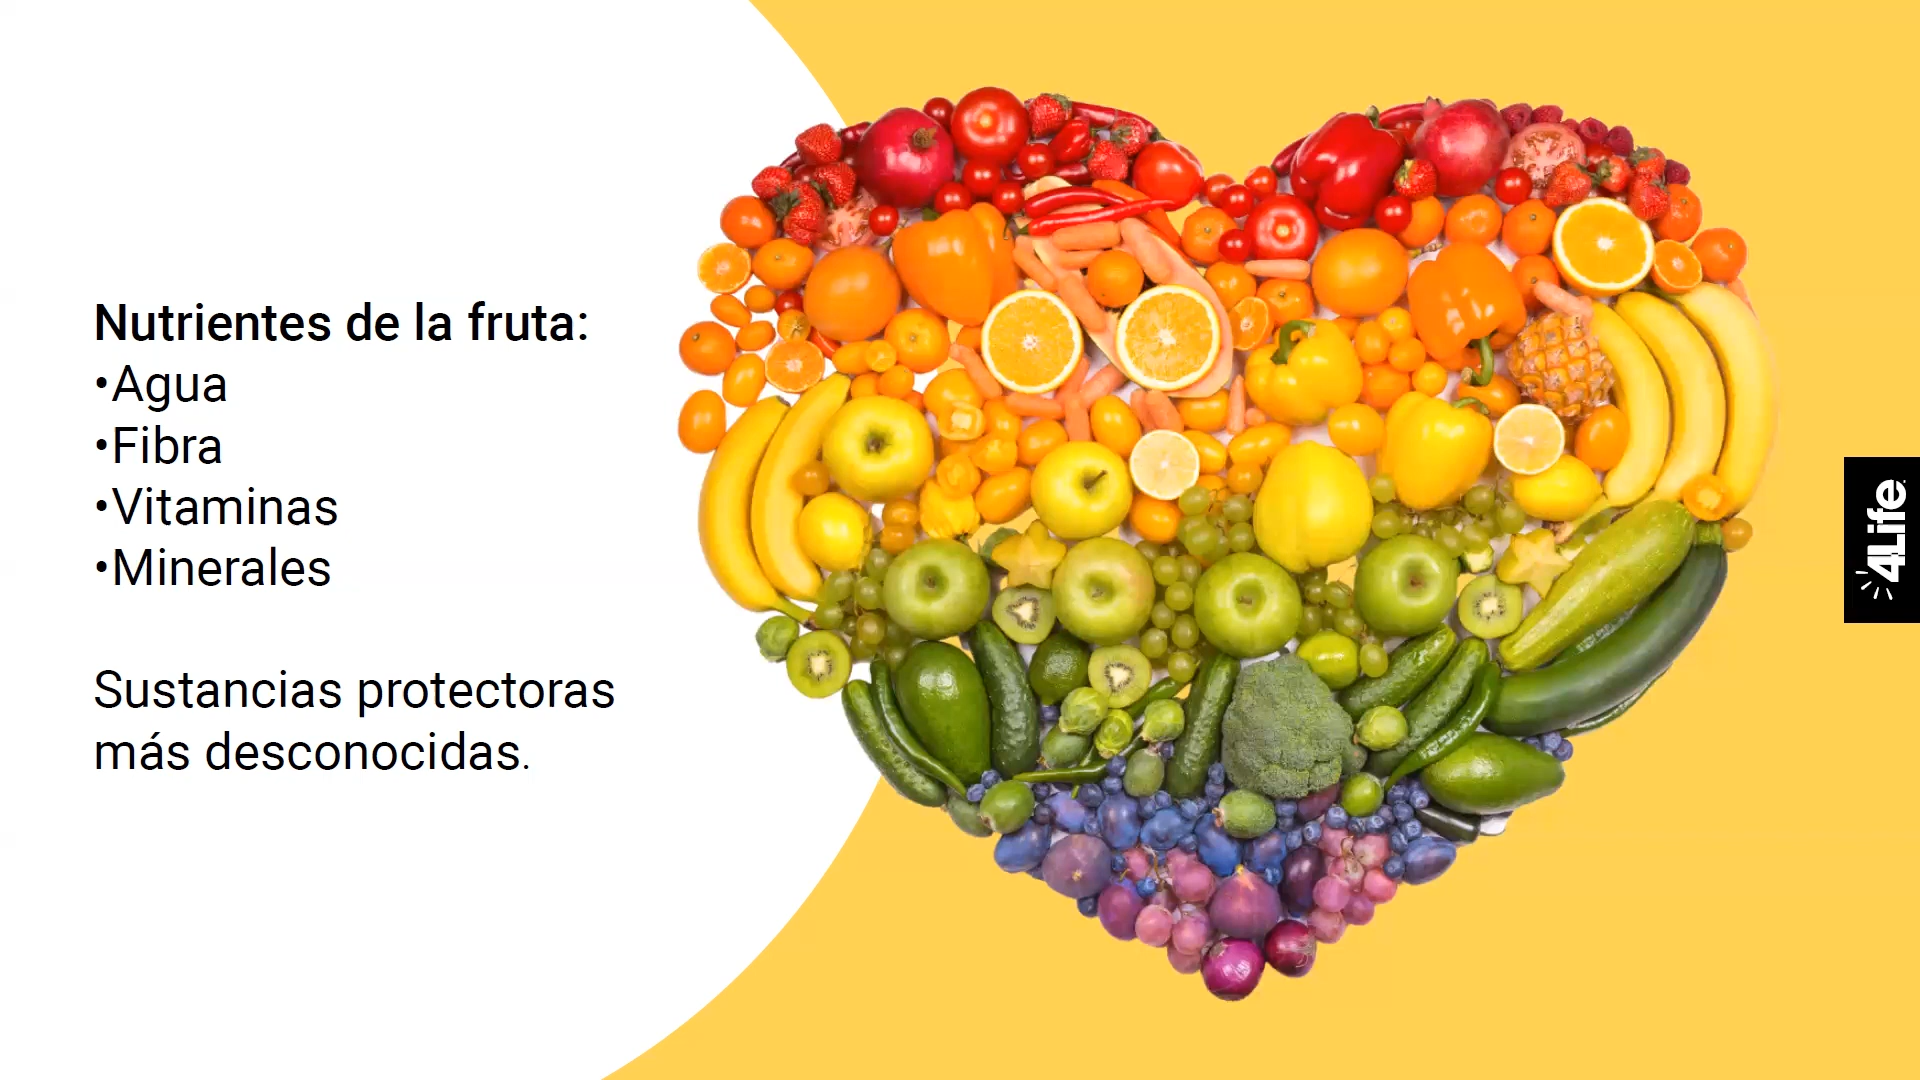 Nutrientes de la fruta:
•Agua
•Fibra
•Vitaminas
•Minerales
Sustancias protectoras
más desconocidas.
4Life